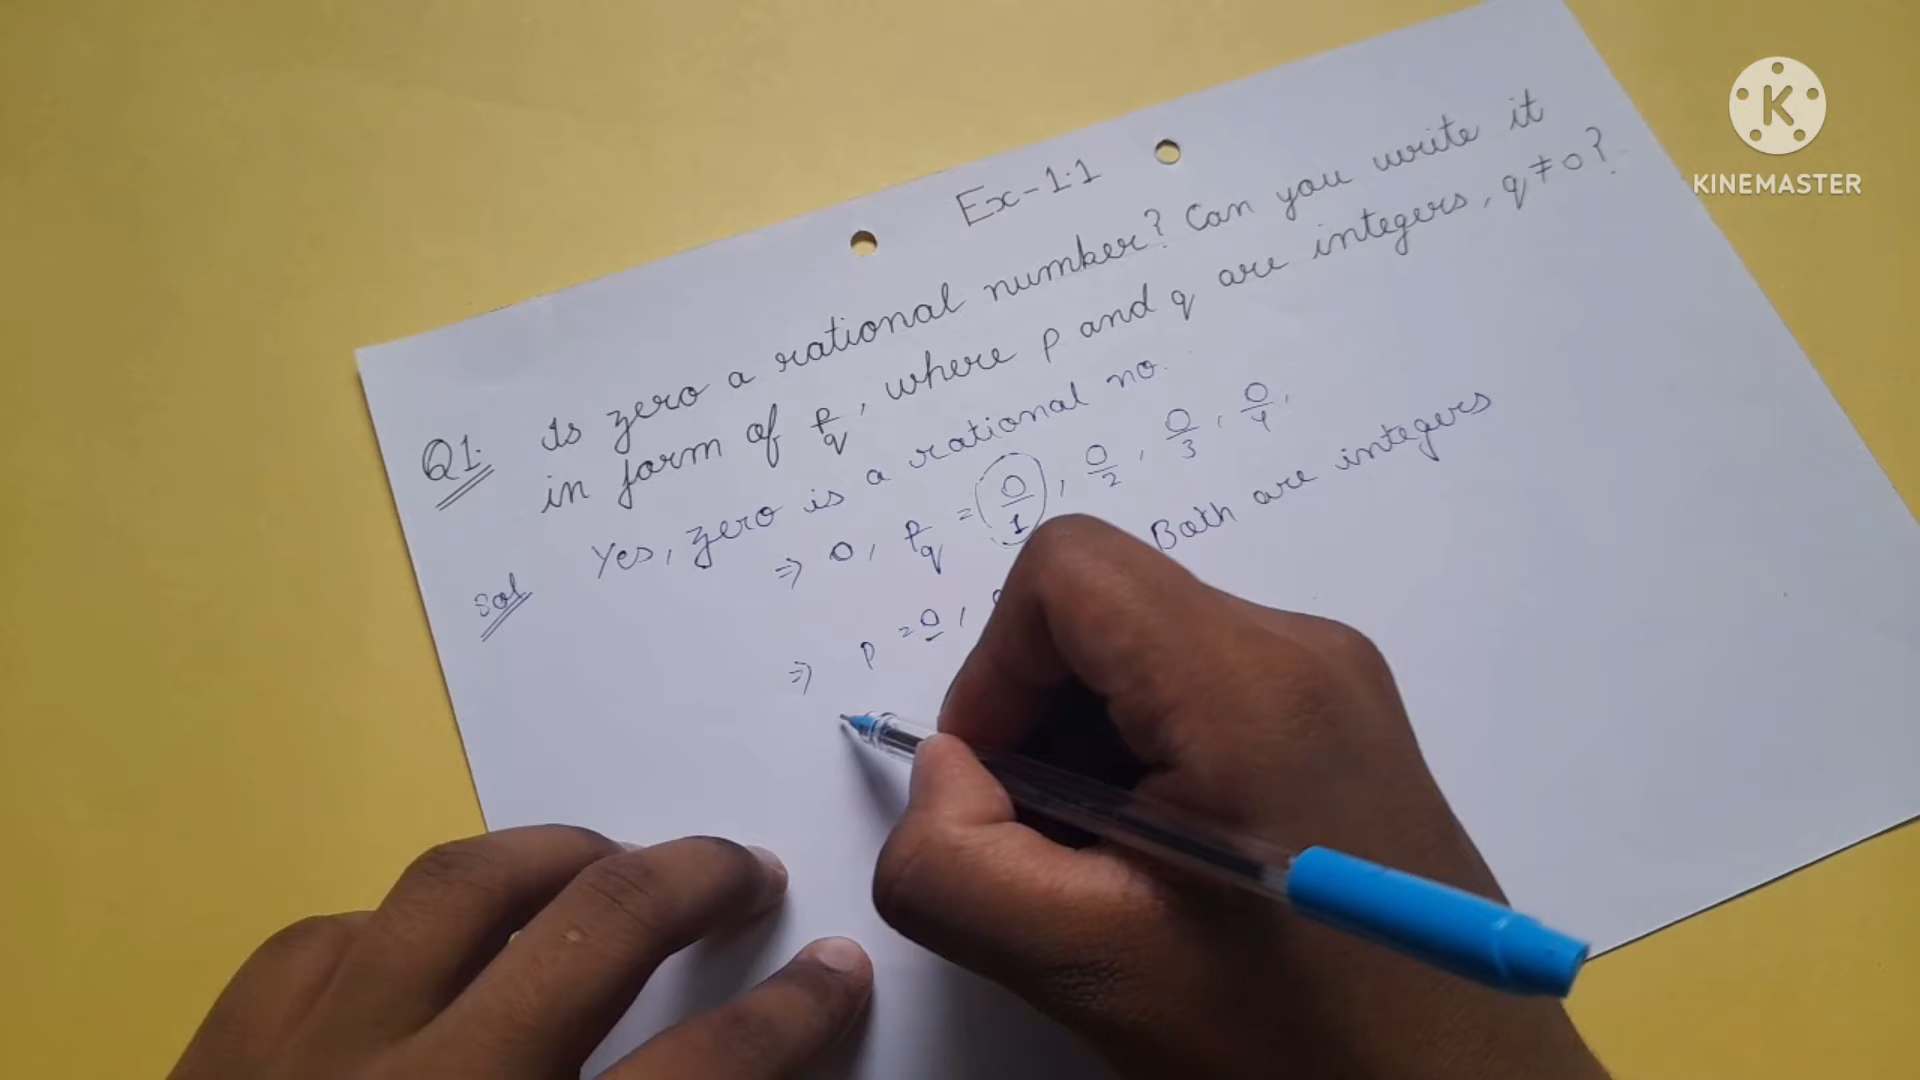 Ex-1.1
Q1. Is zero a rational number? Can you write it
in form of p/q, where p and q are integers, q≠0?
Sol Yes, zero is a rational no.
⇒ 0, p/q = 0/1, 0/2, 0/3, 0/4,
⇒ p = 0, Both are integers
KINEMASTER